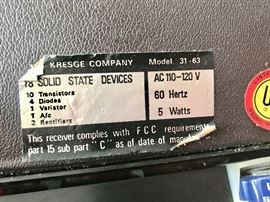 KRESGE COMPANY Model 31-63
18 SOLID STATE DEVICES
10 Transistors
4 Diodes
1 Varistor
1 Afc
2 Rectifiers
AC 110-120 V
60 Hertz
5 Watts
This receiver complies with FCC requirements
part 15 sub part "C" as of date of manufa
U